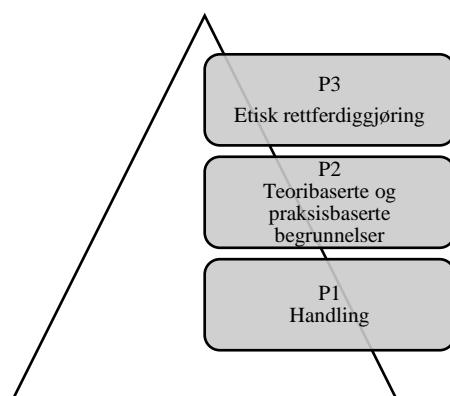 P3
Etisk rettferdiggjøring
P2
Teoribaserte og
praksisbaserte
begrunnelser
P1
Handling